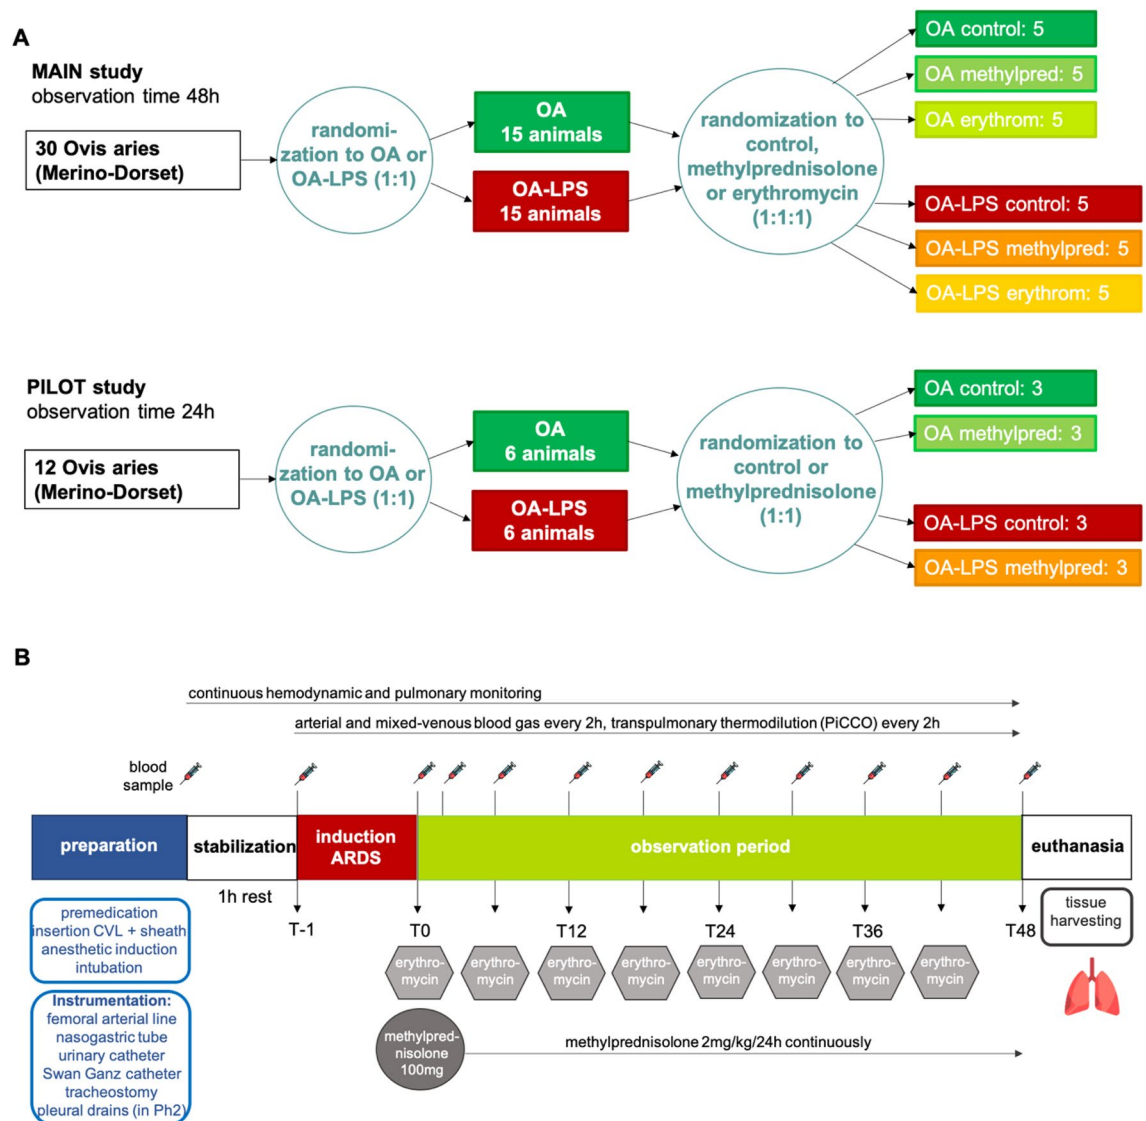 A
MAIN study
observation time 48h
30 Ovis aries
(Merino-Dorset)
randomi-
zation to OA or
OA-LPS (1:1)
OA
15 animals
OA-LPS
15 animals
randomization to
control,
methylprednisolone
or erythromycin
(1:1:1)
OA control: 5
OA methylpred: 5
OA erythrom: 5
OA-LPS control: 5
OA-LPS methylpred: 5
OA-LPS erythrom: 5
PILOT study
observation time 24h
12 Ovis aries
(Merino-Dorset)
randomi-
zation to OA or
OA-LPS (1:1)
OA
6 animals
OA-LPS
6 animals
randomization to
control or
methylprednisolone
(1:1)
OA control: 3
OA methylpred: 3
OA-LPS control: 3
OA-LPS methylpred: 3
B
continuous hemodynamic and pulmonary monitoring
arterial and mixed-venous blood gas every 2h, transpulmonary thermodilution (PiCCO) every 2h
blood
sample
preparation
stabilization
induction
ARDS
observation period
euthanasia
1h rest
T-1
T0
T12
T24
T36
T48
tissue
harvesting
premedication
insertion CVL + sheath
anesthetic induction
intubation
erythro-
mycin
erythro-
mycin
erythro-
mycin
erythro-
mycin
erythro-
mycin
erythro-
mycin
erythro-
mycin
erythro-
mycin
Instrumentation:
femoral arterial line
nasogastric tube
urinary catheter
Swan Ganz catheter
tracheostomy
pleural drains (in Ph2)
methylpred-
nisolone
100mg
methylprednisolone 2mg/kg/24h continuously